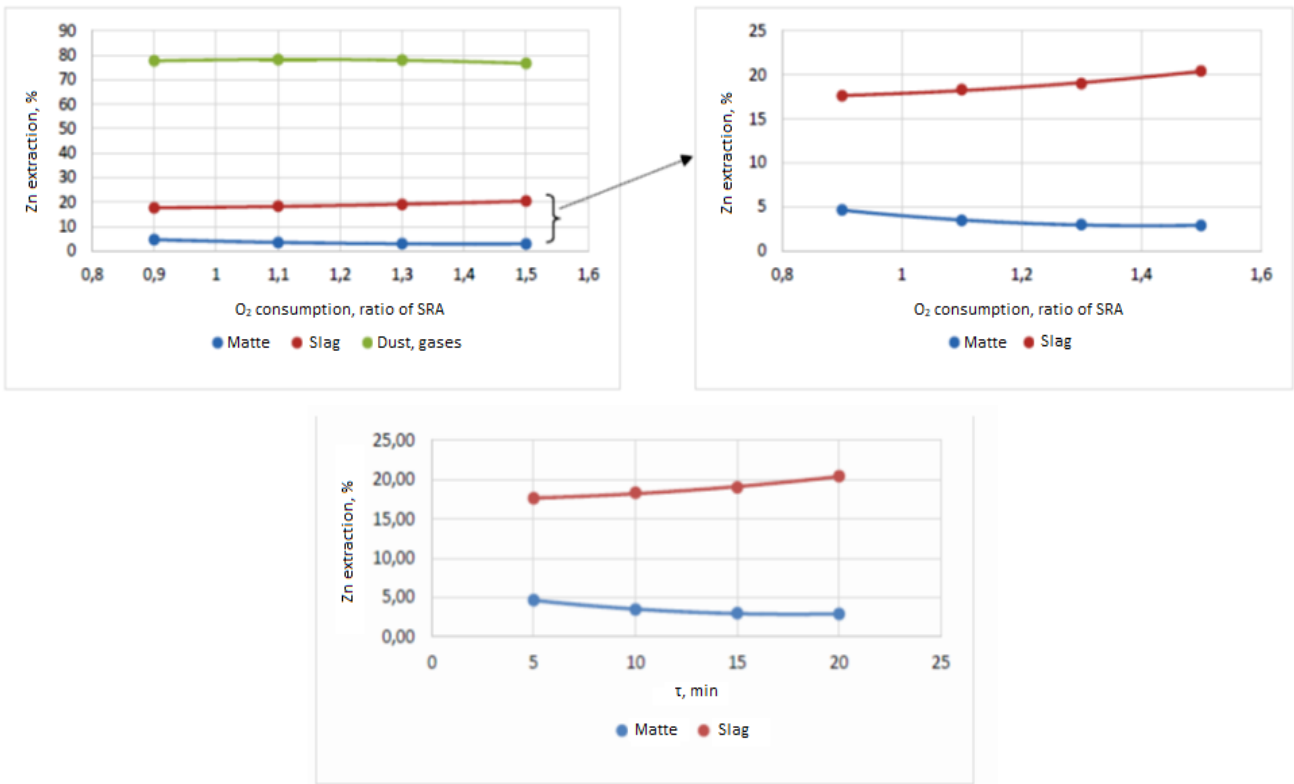 90
80
70
60
50
40
30
20
10
0
Zn extraction, %
0,8 0,9 1 1,1 1,2 1,3 1,4 1,5 1,6
O₂ consumption, ratio of SRA
Matte Slag Dust, gases
25
20
15
10
5
0
Zn extraction, %
0,8 1 1,2 1,4 1,6
O₂ consumption, ratio of SRA
Matte Slag
25,00
20,00
15,00
10,00
5,00
0,00
Zn extraction, %
0 5 10 15 20 25
τ, min
Matte Slag